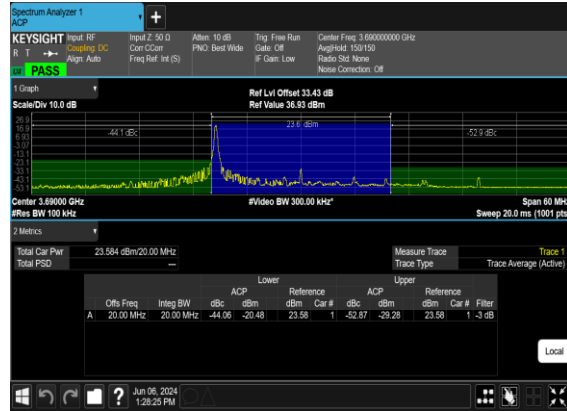 Spectrum Analyzer 1
ACP
+
KEYSIGHT Input: RF Input Z: 50 Ω Atten: 10 dB Trig: Free Run Center Freq: 3.690000000 GHz
R T Coupling: DC Corr CCorr PNO: Best Wide Gate: Off Avg|Hold: 150/150
Align: Auto Freq Ref: Int (S) IF Gain: Low Radio Std: None
LXI PASS Noise Correction: Off
1 Graph Ref Lvl Offset 33.43 dB
Scale/Div 10.0 dB Ref Value 36.93 dBm
26.9
16.9 -44.1 dBc 23.6 dBm -52.9 dBc
6.93
-3.07
-13.1
-23.1
-33.1
-43.1
-53.1
Center 3.69000 GHz #Video BW 300.00 kHz* Span 60 MHz
#Res BW 100 kHz Sweep 20.0 ms (1001 pts)
2 Metrics
Total Car Pwr 23.584 dBm/20.00 MHz Measure Trace Trace 1
Total PSD --- Trace Type Trace Average (Active)
Lower Upper
ACP Reference ACP Reference
Offs Freq Integ BW dBc dBm dBm Car # dBc dBm dBm Car # Filter
A 20.00 MHz 20.00 MHz -44.06 -20.48 23.58 1 -52.87 -29.28 23.58 1 -3 dB
Local
? Jun 06, 2024
1:28:25 PM